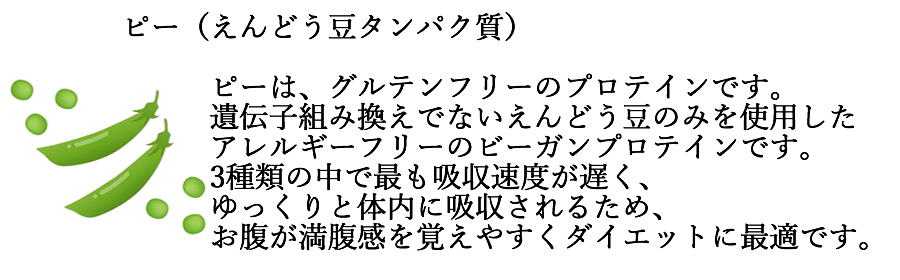 ピー（えんどう豆タンパク質）
ピーは、グルテンフリーのプロテインです。
遺伝子組み換えでないえんどう豆のみを使用した
アレルギーフリーのビーガンプロテインです。
3種類の中で最も吸収速度が遅く、
ゆっくりと体内に吸収されるため、
お腹が満腹感を覚えやすくダイエットに最適です。